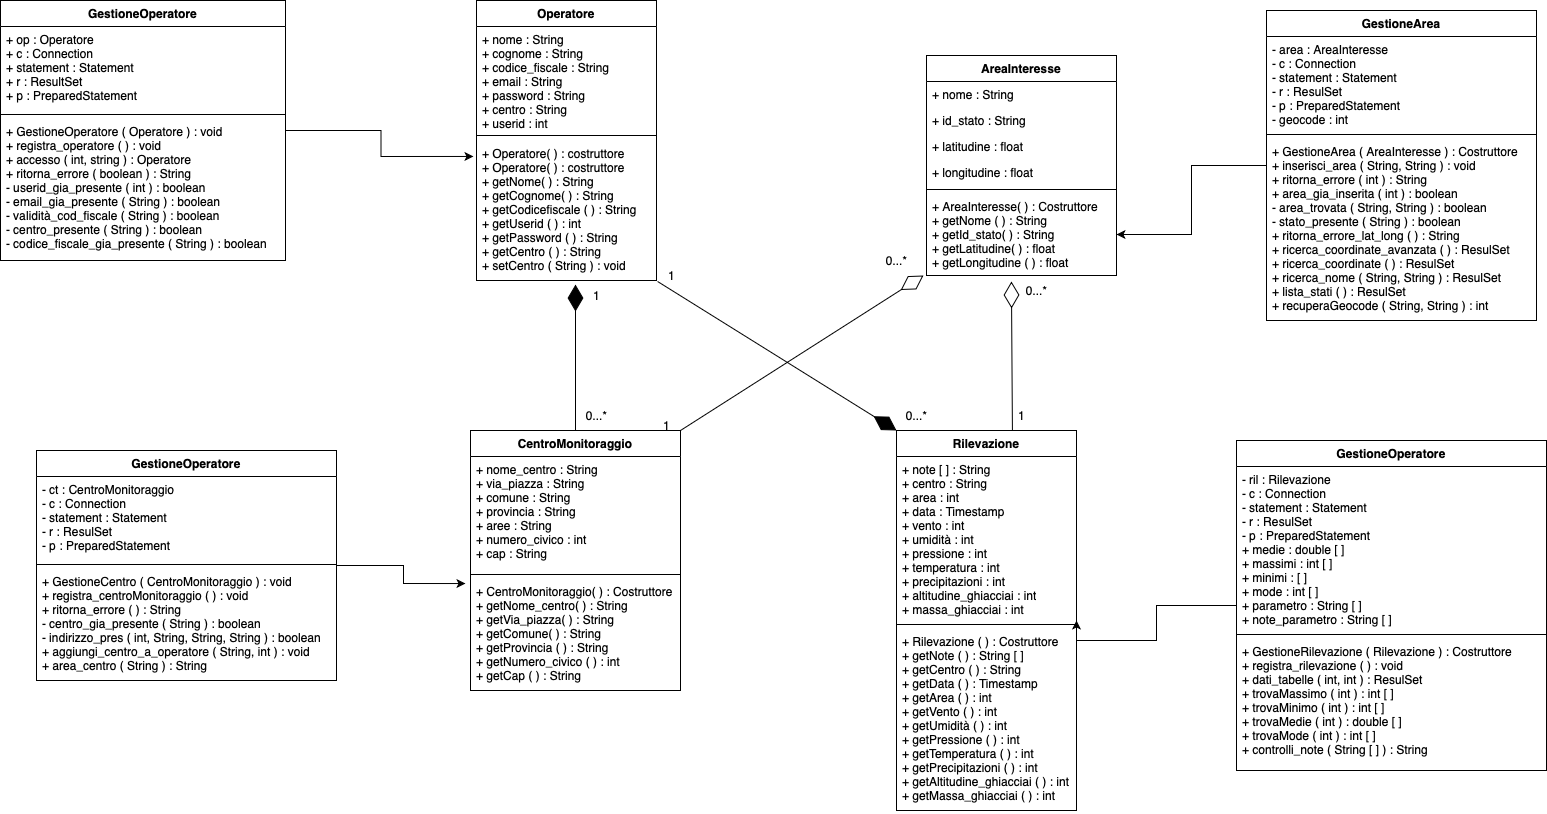 GestioneOperatore
+ op : Operatore
+ c : Connection
+ statement : Statement
+ r : ResultSet
+ p : PreparedStatement
+ GestioneOperatore ( Operatore ) : void
+ registra_operatore ( ) : void
+ accesso ( int, string ) : Operatore
+ ritorna_errore ( boolean ) : String
- userid_gia_presente ( int ) : boolean
- email_gia_presente ( String ) : boolean
- validità_cod_fiscale ( String ) : boolean
- centro_presente ( String ) : boolean
- codice_fiscale_gia_presente ( String ) : boolean
Operatore
+ nome : String
+ cognome : String
+ codice_fiscale : String
+ email : String
+ password : String
+ centro : String
+ userid : int
+ Operatore( ) : costruttore
+ Operatore( ) : costruttore
+ getNome( ) : String
+ getCognome( ) : String
+ getCodicefiscale ( ) : String
+ getUserid ( ) : int
+ getPassword ( ) : String
+ getCentro ( ) : String
+ setCentro ( String ) : void
AreaInteresse
+ nome : String
+ id_stato : String
+ latitudine : float
+ longitudine : float
+ AreaInteresse( ) : Costruttore
+ getNome ( ) : String
+ getId_stato( ) : String
+ getLatitudine( ) : float
+ getLongitudine ( ) : float
GestioneArea
- area : AreaInteresse
- c : Connection
- statement : Statement
- r : ResulSet
- p : PreparedStatement
- geocode : int
+ GestioneArea ( AreaInteresse ) : Costruttore
+ inserisci_area ( String, String ) : void
+ ritorna_errore ( int ) : String
+ area_gia_inserita ( int ) : boolean
- area_trovata ( String, String ) : boolean
- stato_presente ( String ) : boolean
+ ritorna_errore_lat_long ( ) : String
+ ricerca_coordinate_avanzata ( ) : ResulSet
+ ricerca_coordinate ( ) : ResulSet
+ ricerca_nome ( String, String ) : ResulSet
+ lista_stati ( ) : ResulSet
+ recuperaGeocode ( String, String ) : int
1
1
0...*
0...*
0...*
1
0...*
1
GestioneOperatore
- ct : CentroMonitoraggio
- c : Connection
- statement : Statement
- r : ResulSet
- p : PreparedStatement
+ GestioneCentro ( CentroMonitoraggio ) : void
+ registra_centroMonitoraggio ( ) : void
+ ritorna_errore ( ) : String
- centro_gia_presente ( String ) : boolean
- indirizzo_pres ( int, String, String, String ) : boolean
+ aggiungi_centro_a_operatore ( String, int ) : void
+ area_centro ( String ) : String
CentroMonitoraggio
+ nome_centro : String
+ via_piazza : String
+ comune : String
+ provincia : String
+ aree : String
+ numero_civico : int
+ cap : String
+ CentroMonitoraggio( ) : Costruttore
+ getNome_centro( ) : String
+ getVia_piazza( ) : String
+ getComune( ) : String
+ getProvincia ( ) : String
+ getNumero_civico ( ) : int
+ getCap ( ) : String
Rilevazione
+ note [ ] : String
+ centro : String
+ area : int
+ data : Timestamp
+ vento : int
+ umidità : int
+ pressione : int
+ temperatura : int
+ precipitazioni : int
+ altitudine_ghiacciai : int
+ massa_ghiacciai : int
+ Rilevazione ( ) : Costruttore
+ getNote ( ) : String [ ]
+ getCentro ( ) : String
+ getData ( ) : Timestamp
+ getArea ( ) : int
+ getVento ( ) : int
+ getUmidità ( ) : int
+ getPressione ( ) : int
+ getTemperatura ( ) : int
+ getPrecipitazioni ( ) : int
+ getAltitudine_ghiacciai ( ) : int
+ getMassa_ghiacciai ( ) : int
GestioneOperatore
- ril : Rilevazione
- c : Connection
- statement : Statement
- r : ResulSet
- p : PreparedStatement
+ medie : double [ ]
+ massimi : int [ ]
+ minimi : [ ]
+ mode : int [ ]
+ parametro : String [ ]
+ note_parametro : String [ ]
+ GestioneRilevazione ( Rilevazione ) : Costruttore
+ registra_rilevazione ( ) : void
+ dati_tabelle ( int, int ) : ResulSet
+ trovaMassimo ( int ) : int [ ]
+ trovaMinimo ( int ) : int [ ]
+ trovaMedie ( int ) : double [ ]
+ trovaMode ( int ) : int [ ]
+ controlli_note ( String [ ] ) : String